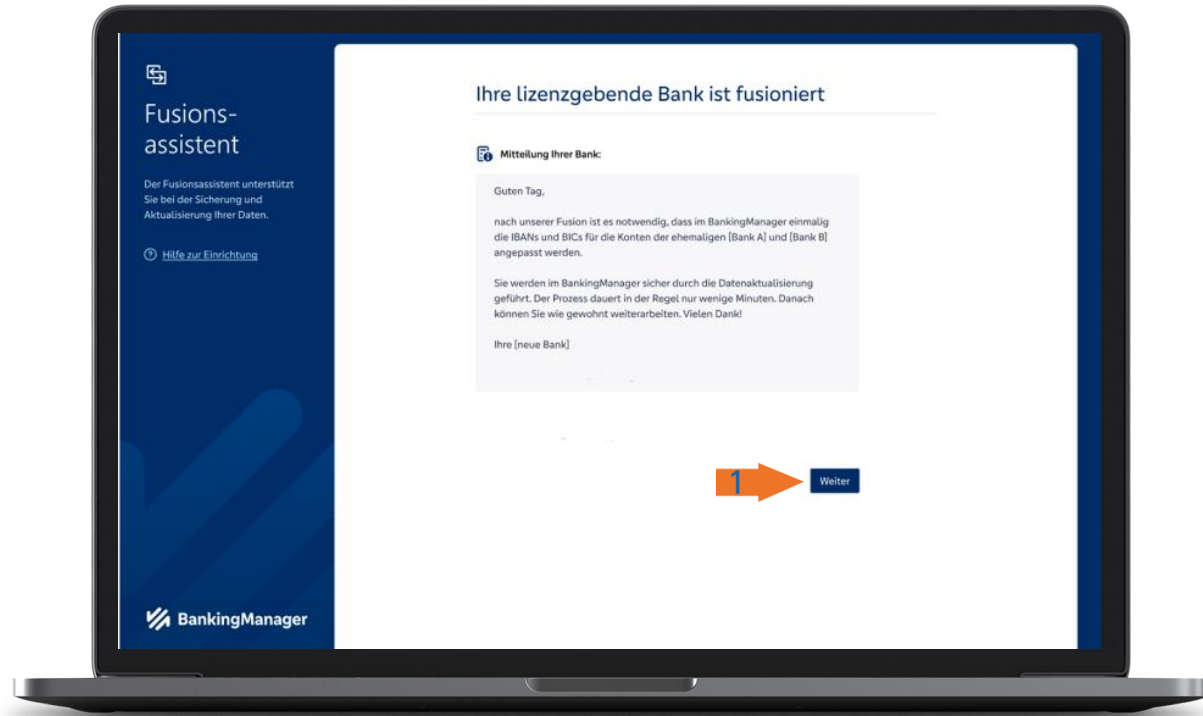 Fusions-
assistent
Der Fusionsassistent unterstützt
Sie bei der Sicherung und
Aktualisierung Ihrer Daten.
Hilfe zur Einrichtung
BankingManager
Ihre lizenzgebende Bank ist fusioniert
Mitteilung Ihrer Bank:
Guten Tag,
nach unserer Fusion ist es notwendig, dass im BankingManager einmalig
die IBANs und BICs für die Konten der ehemaligen [Bank A] und [Bank B]
angepasst werden.
Sie werden im BankingManager sicher durch die Datenaktualisierung
geführt. Der Prozess dauert in der Regel nur wenige Minuten. Danach
können Sie wie gewohnt weiterarbeiten. Vielen Dank!
Ihre [neue Bank]
1
Weiter